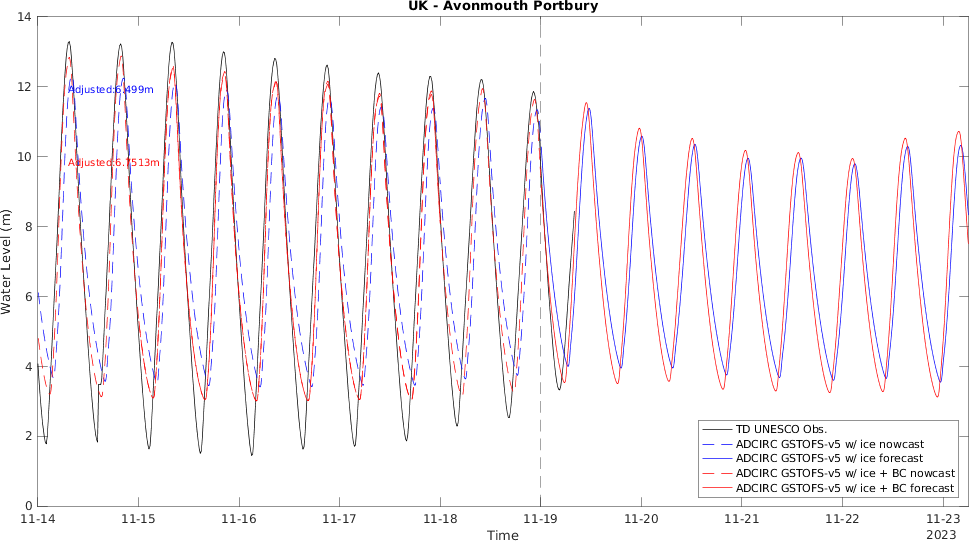 UK - Avonmouth Portbury
14
12
10
8
6
4
2
0
Water Level (m)
Adjusted:6.499m
Adjusted:6.7513m
TD UNESCO Obs.
ADCIRC GSTOFS-v5 w/ ice nowcast
ADCIRC GSTOFS-v5 w/ ice forecast
ADCIRC GSTOFS-v5 w/ ice + BC nowcast
ADCIRC GSTOFS-v5 w/ ice + BC forecast
11-14 11-15 11-16 11-17 11-18 11-19 11-20 11-21 11-22 11-23
Time
2023